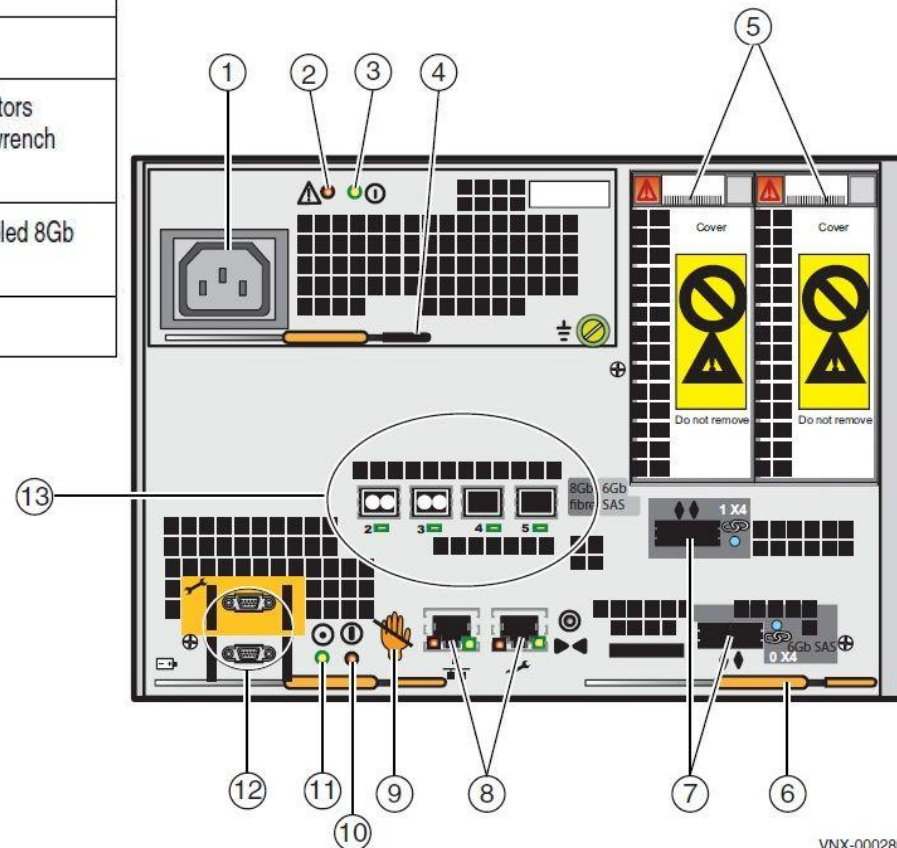 tors
wrench
led 8Gb
5
1
2
3
4
Cover
Cover
Do not remove
Do not remove
13
8Gb 6Gb
fibre SAS
2
3
4
5
1 X4
6Gb SAS
0 X4
12
11
10
9
8
7
6
VNX-00028